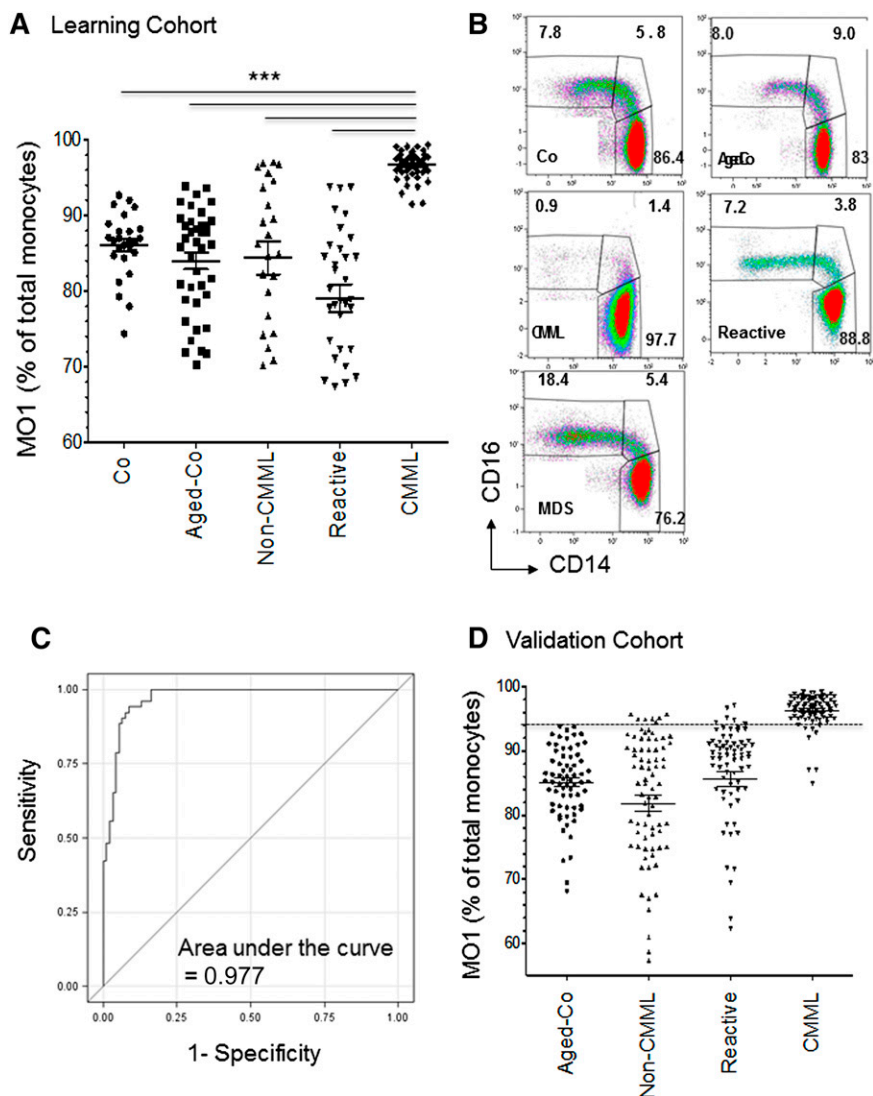 A Learning Cohort
***
MO1 (% of total monocytes)
100
90
80
70
60
Co
Aged-Co
Non-CMML
Reactive
CMML
B
7.8 5.8
Co
86.4
8.0 9.0
83
0.9 1.4
CMML
97.7
7.2 3.8
Reactive
88.8
18.4 5.4
MDS
76.2
CD16
CD14
C
Sensitivity
1.00
0.75
0.50
0.25
0.00
0.00 0.25 0.50 0.75 1.00
Area under the curve
= 0.977
1- Specificity
D Validation Cohort
MO1 (% of total monocytes)
100
90
80
70
60
Aged-Co
Non-CMML
Reactive
CMML